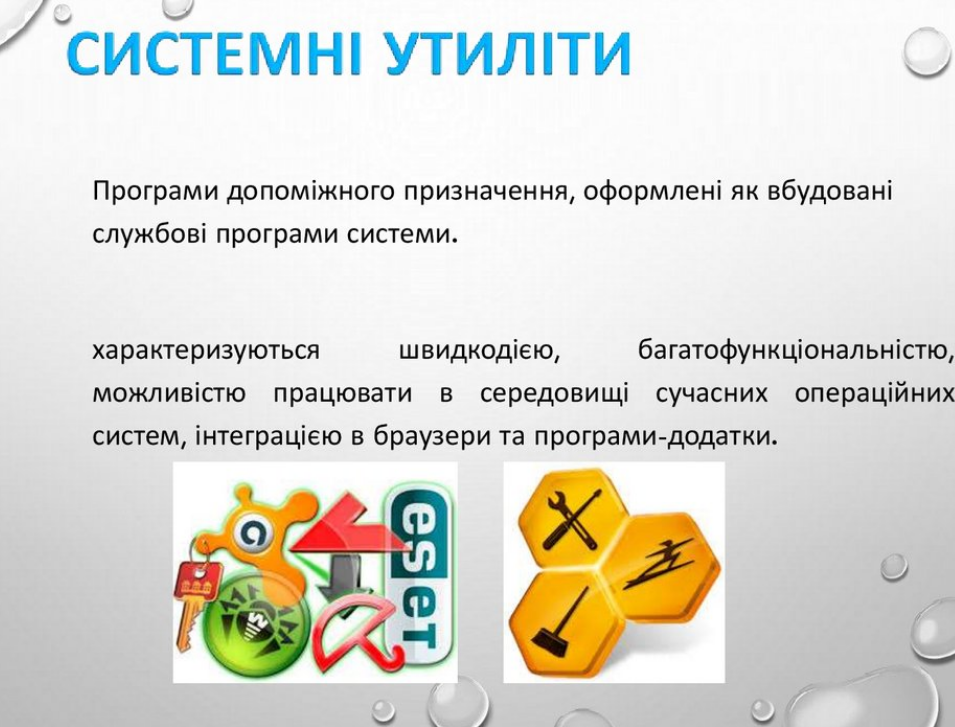 СИСТЕМНІ УТИЛІТИ
Програми допоміжного призначення, оформлені як вбудовані
службові програми системи.
характеризуються швидкодією, багатофункціональністю,
можливістю працювати в середовищі сучасних операційних
систем, інтеграцією в браузери та програми-додатки.
a
eset